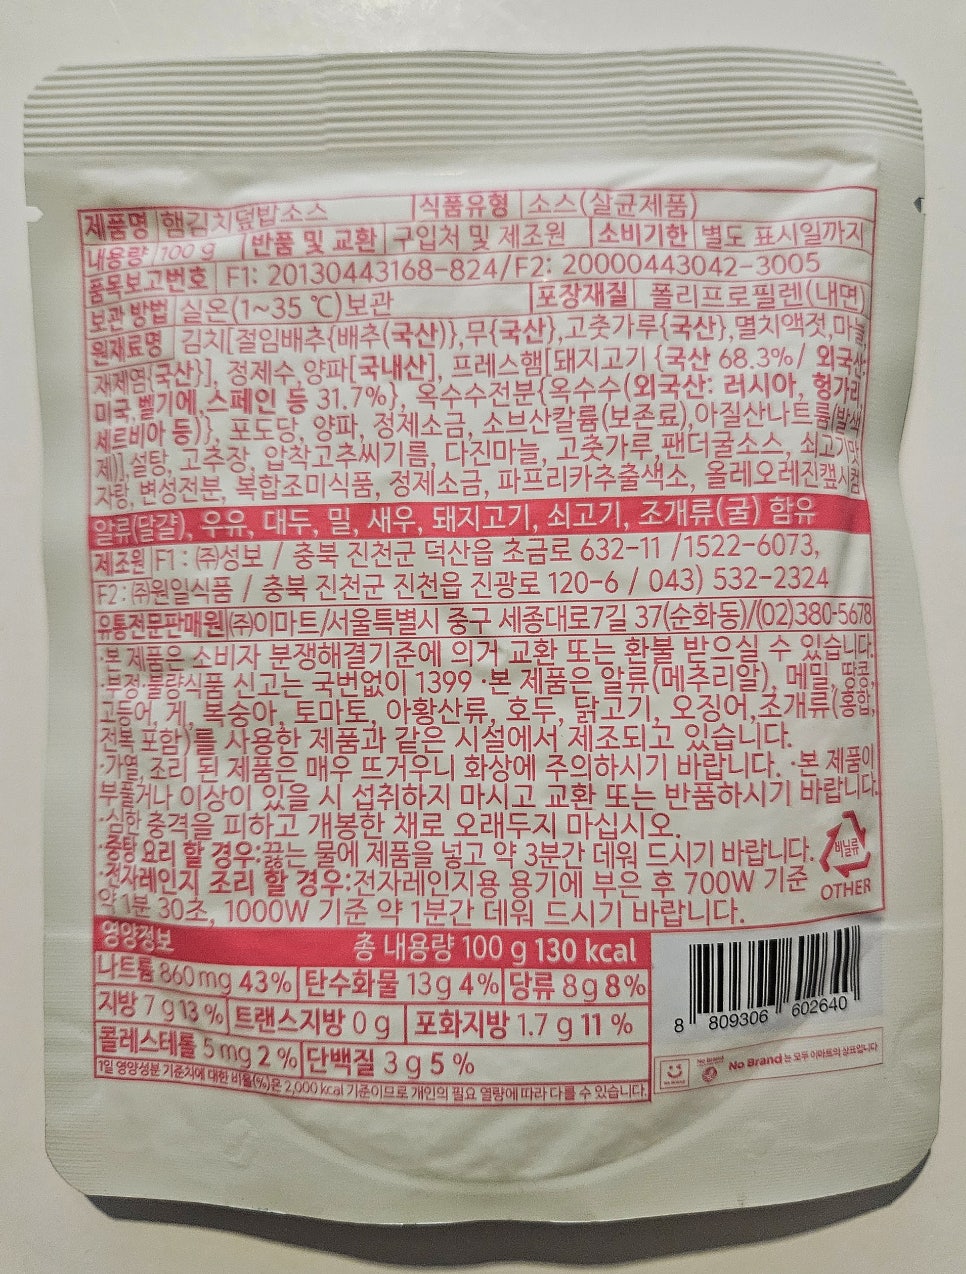 제품명 햄김치덮밥소스 식품유형 소스(살균제품)
내용량 100 g 반품 및 교환 구입처 및 제조원 소비기한 별도 표시일까지
품목보고번호 F1: 20130443168-824/F2: 20000443042-3005
보관 방법 실온(1~35 ℃)보관 포장재질 폴리프로필렌(내면)
원재료명 김치[절임배추{배추(국산)},무{국산},고춧가루{국산},멸치액젓,마늘,
재제염{국산}], 정제수, 양파[국내산], 프레스햄[돼지고기 {국산 68.3%/ 외국산:
미국,벨기에,스페인 등 31.7%}, 옥수수전분{옥수수(외국산: 러시아, 헝가리,
세르비아 등)}, 포도당, 양파, 정제소금, 소브산칼륨(보존료),아질산나트륨(발색
제)],설탕, 고추장, 압착고추씨기름, 다진마늘, 고춧가루,팬더굴소스, 쇠고기맛
자랑, 변성전분, 복합조미식품, 정제소금, 파프리카추출색소, 올레오레진캪시컴
알류(달걀), 우유, 대두, 밀, 새우, 돼지고기, 쇠고기, 조개류(굴) 함유
제조원 F1 : ㈜성보 / 충북 진천군 덕산읍 초금로 632-11 /1522-6073,
F2: ㈜원일식품 / 충북 진천군 진천읍 진광로 120-6 / 043) 532-2324
유통전문판매원 ㈜이마트/서울특별시 중구 세종대로7길 37(순화동)/(02)380-5678
·본 제품은 소비자 분쟁해결기준에 의거 교환 또는 환불 받으실 수 있습니다.
·부정·불량식품 신고는 국번없이 1399 ·본 제품은 알류(메추리알), 메밀, 땅콩,
고등어, 게, 복숭아, 토마토, 아황산류, 호두, 닭고기, 오징어,조개류(홍합,
전복 포함)를 사용한 제품과 같은 시설에서 제조되고 있습니다.
·가열, 조리 된 제품은 매우 뜨거우니 화상에 주의하시기 바랍니다. ·본 제품이
부풀거나 이상이 있을 시 섭취하지 마시고 교환 또는 반품하시기 바랍니다.
·심한 충격을 피하고 개봉한 채로 오래두지 마십시오.
·중탕 요리 할 경우:끓는 물에 제품을 넣고 약 3분간 데워 드시기 바랍니다.
·전자레인지 조리 할 경우:전자레인지용 용기에 부은 후 700W 기준
약 1분 30초, 1000W 기준 약 1분간 데워 드시기 바랍니다.
비닐류
OTHER
영양정보 총 내용량 100 g 130 kcal
나트륨 860 mg 43% 탄수화물 13 g 4% 당류 8 g 8%
지방 7 g 13 % 트랜스지방 0 g 포화지방 1.7 g 11 %
콜레스테롤 5 mg 2 % 단백질 3 g 5 %
1일 영양성분 기준치에 대한 비율(%)은 2,000 kcal 기준이므로 개인의 필요 열량에 따라 다를 수 있습니다.
8 809306 602640
No Brand 는 모두 이마트의 상표입니다